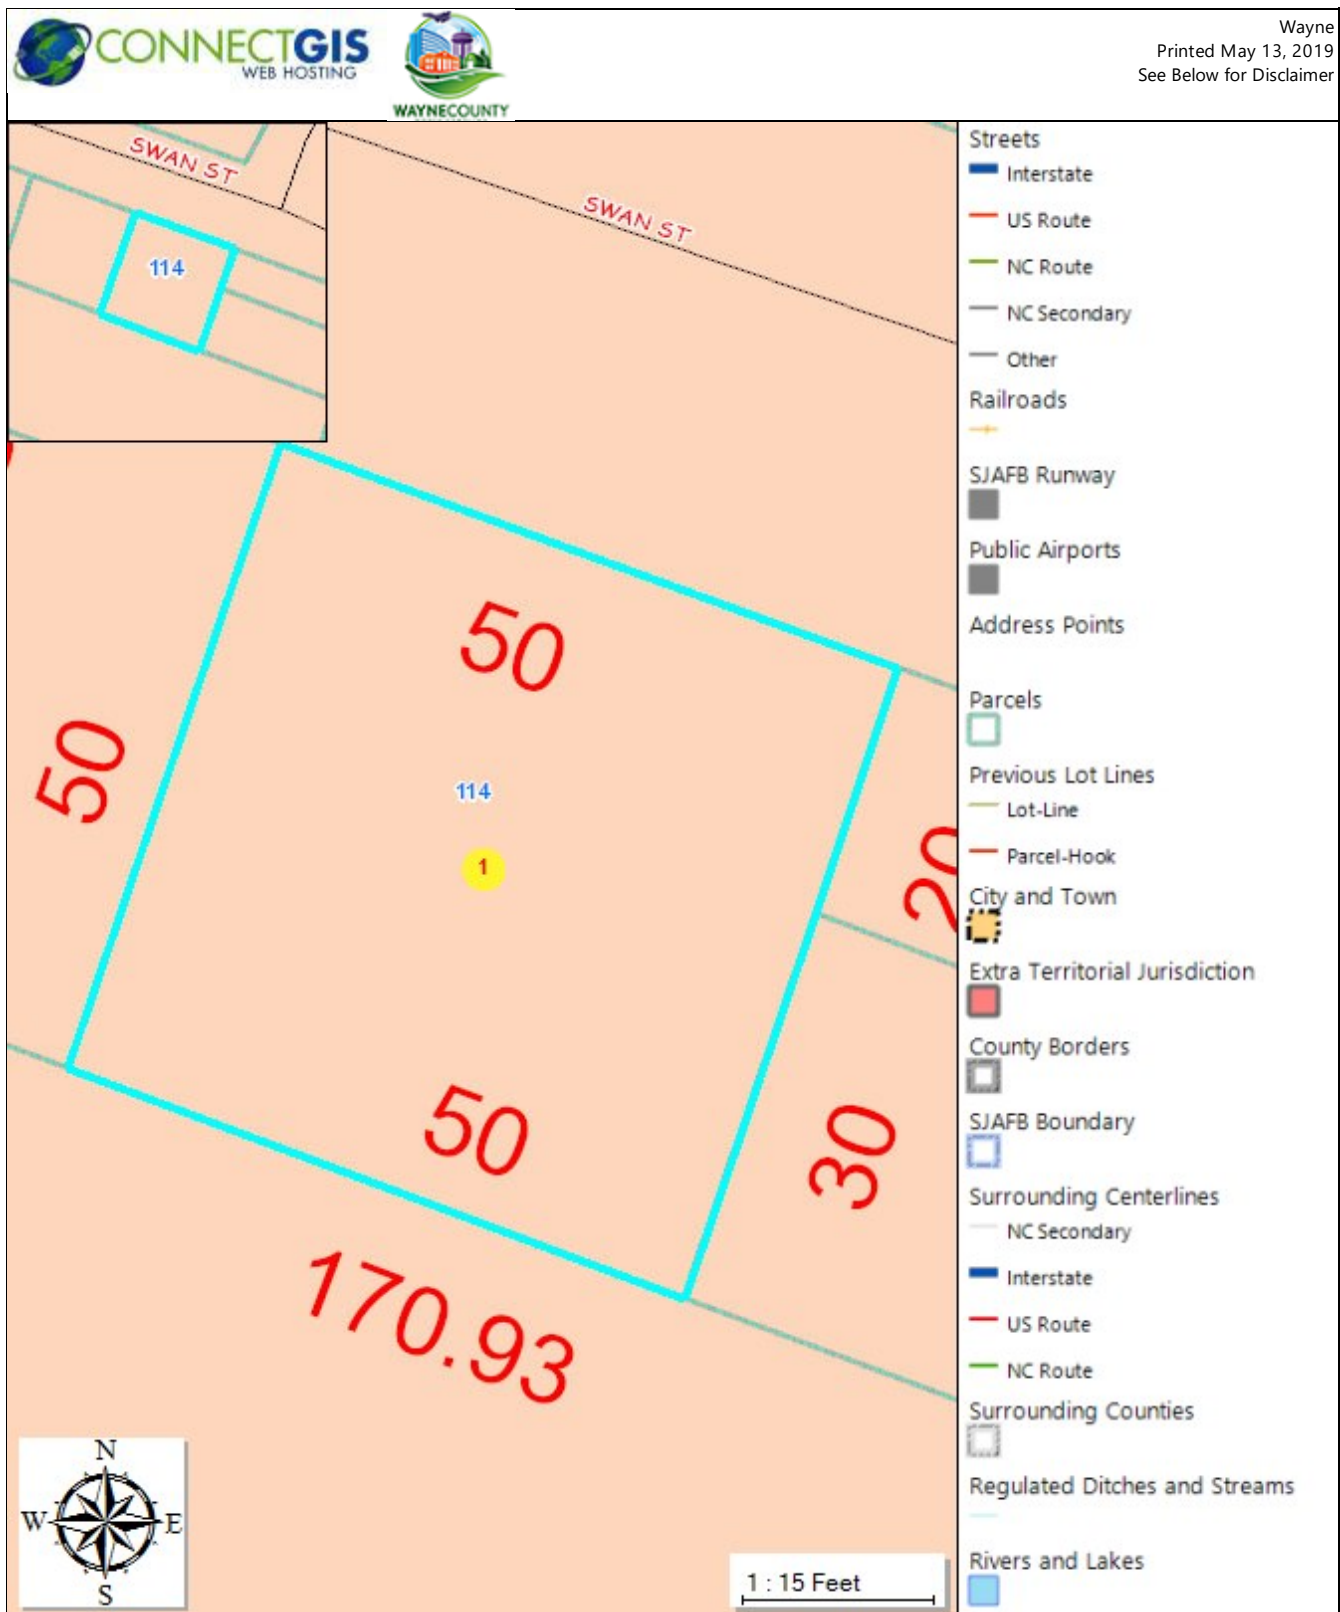 CONNECTGIS
WEB HOSTING
WAYNECOUNTY
Wayne
Printed May 13, 2019
See Below for Disclaimer
SWAN ST
114
SWAN ST
50
50
114
1
20
50
30
170.93
N
W E
S
1 : 15 Feet
Streets
Interstate
US Route
NC Route
NC Secondary
Other
Railroads
SJAFB Runway
Public Airports
Address Points
Parcels
Previous Lot Lines
Lot-Line
Parcel-Hook
City and Town
Extra Territorial Jurisdiction
County Borders
SJAFB Boundary
Surrounding Centerlines
NC Secondary
Interstate
US Route
NC Route
Surrounding Counties
Regulated Ditches and Streams
Rivers and Lakes